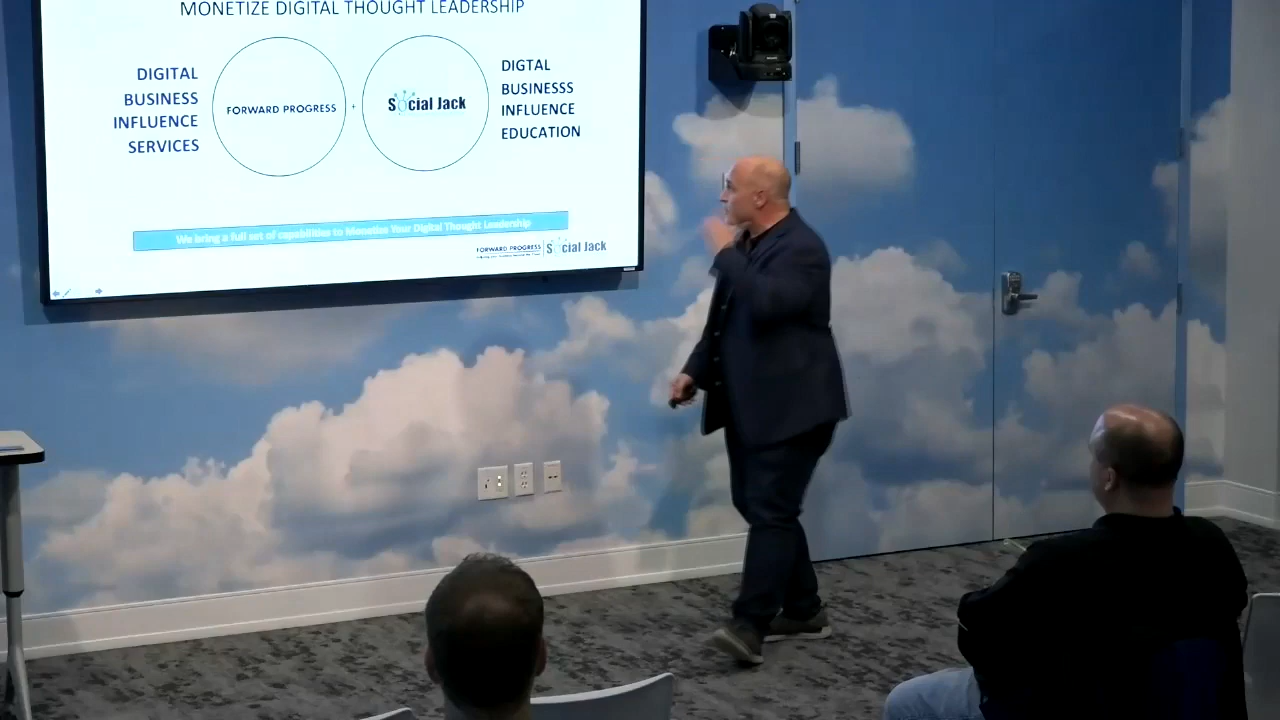 MONETIZE DIGITAL THOUGHT LEADERSHIP
DIGITAL
BUSINESS
INFLUENCE
SERVICES
FORWARD PROGRESS
+
Social Jack
DIGTAL
BUSINESSS
INFLUENCE
EDUCATION
We bring a full set of capabilities to Monetize Your Digital Thought Leadership
FORWARD PROGRESS
Social Jack